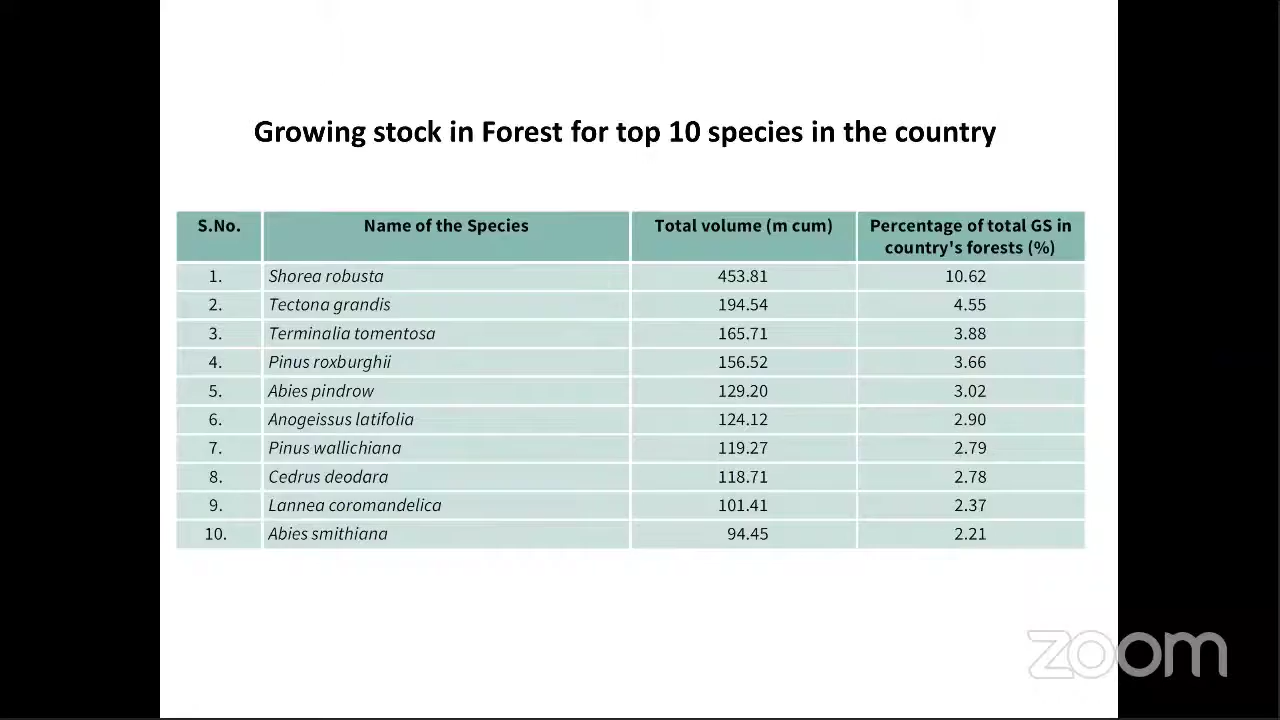 Growing stock in Forest for top 10 species in the country
S.No. Name of the Species Total volume (m cum) Percentage of total GS in country's forests (%)
1. Shorea robusta 453.81 10.62
2. Tectona grandis 194.54 4.55
3. Terminalia tomentosa 165.71 3.88
4. Pinus roxburghii 156.52 3.66
5. Abies pindrow 129.20 3.02
6. Anogeissus latifolia 124.12 2.90
7. Pinus wallichiana 119.27 2.79
8. Cedrus deodara 118.71 2.78
9. Lannea coromandelica 101.41 2.37
10. Abies smithiana 94.45 2.21
zoom